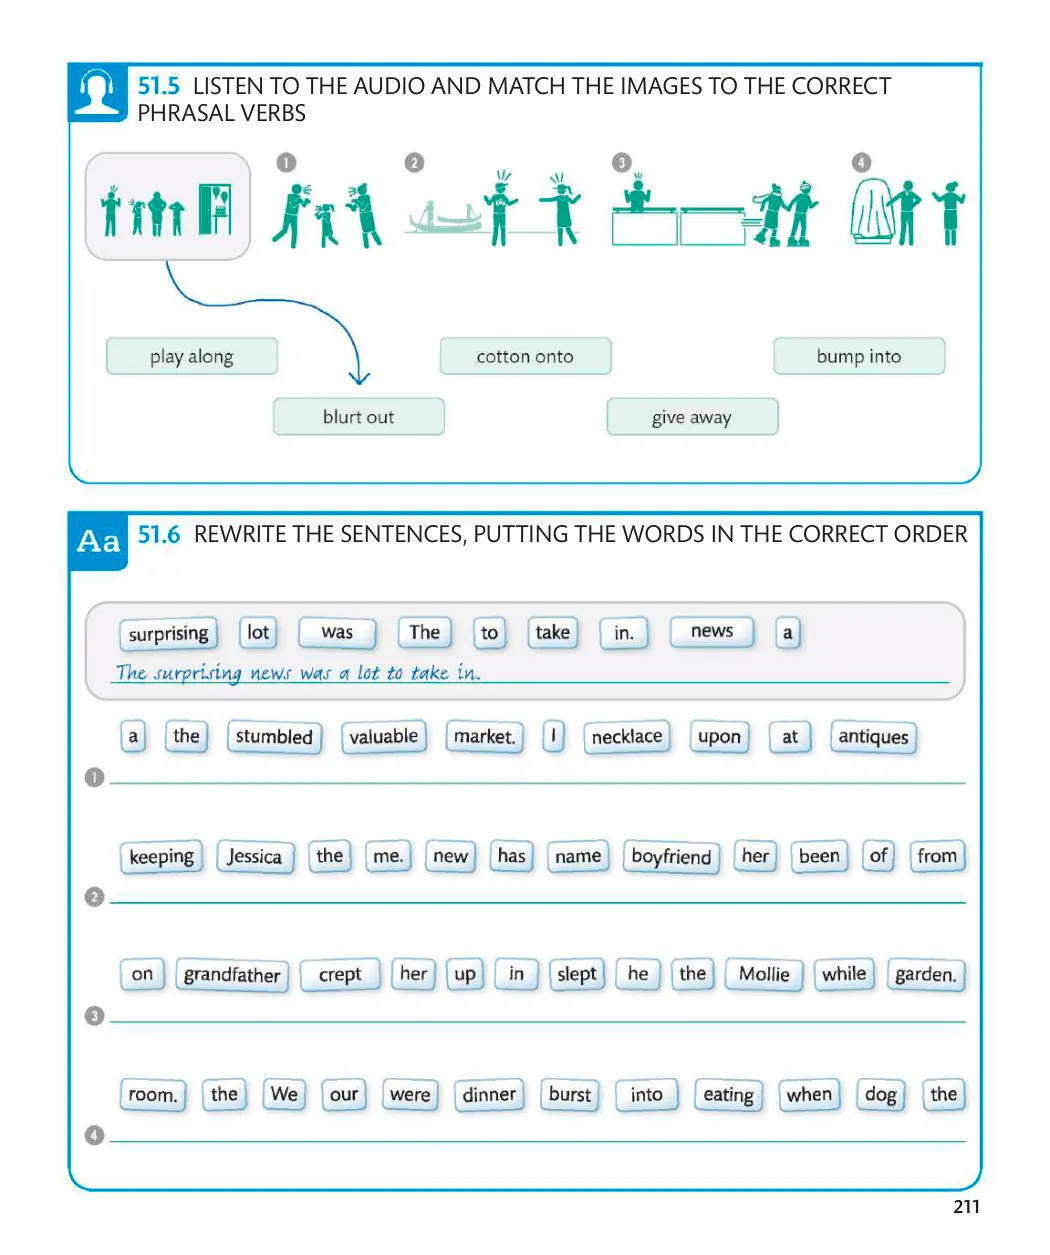 51.5 LISTEN TO THE AUDIO AND MATCH THE IMAGES TO THE CORRECT
PHRASAL VERBS
1 2 3 4
play along cotton onto bump into
blurt out give away
Aa 51.6 REWRITE THE SENTENCES, PUTTING THE WORDS IN THE CORRECT ORDER
surprising lot was The to take in. news a
The surprising news was a lot to take in.
a the stumbled valuable market. I necklace upon at antiques
1
keeping Jessica the me. new has name boyfriend her been of from
2
on grandfather crept her up in slept he the Mollie while garden.
3
room. the We our were dinner burst into eating when dog the
4
211